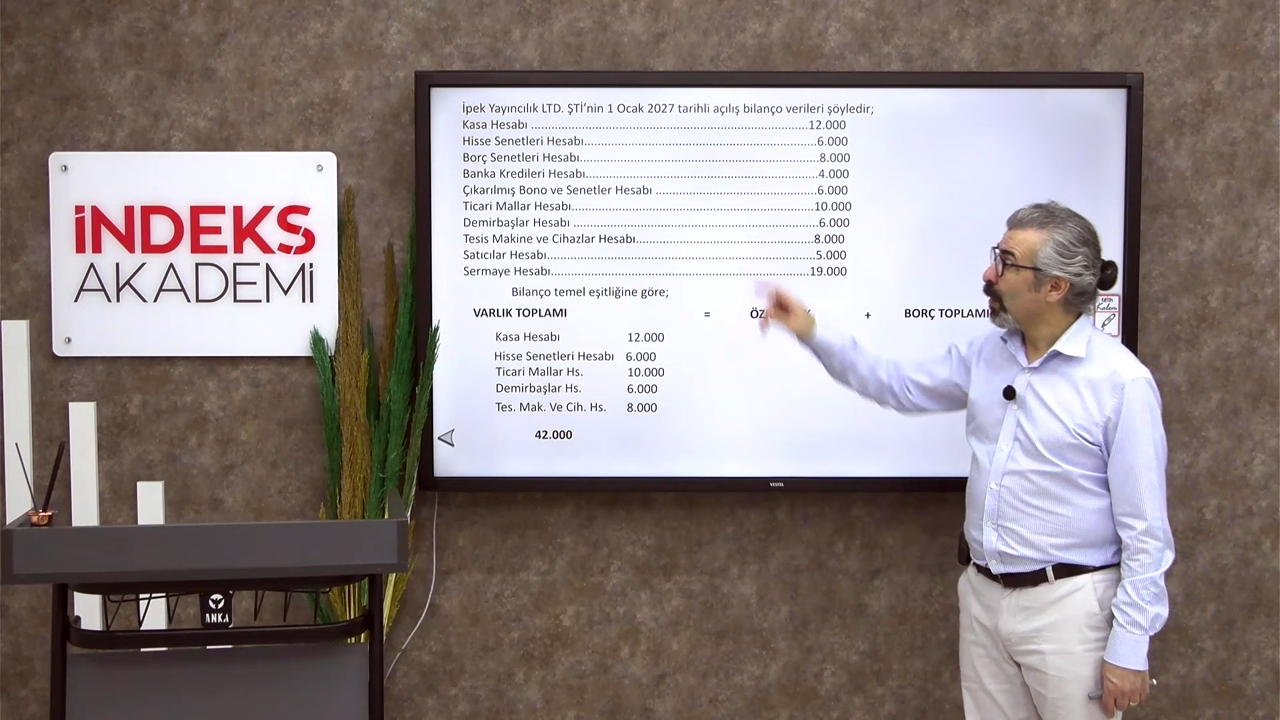 İNDEKS
AKADEMİ
İpek Yayıncılık LTD. ŞTİ'nin 1 Ocak 2027 tarihli açılış bilanço verileri şöyledir;
Kasa Hesabı ....................................................................12.000
Hisse Senetleri Hesabı.........................................................6.000
Borç Senetleri Hesabı..........................................................8.000
Banka Kredileri Hesabı.........................................................4.000
Çıkarılmış Bono ve Senetler Hesabı ........................................6.000
Ticari Mallar Hesabı...........................................................10.000
Demirbaşlar Hesabı ............................................................6.000
Tesis Makine ve Cihazlar Hesabı............................................8.000
Satıcılar Hesabı..................................................................5.000
Sermaye Hesabı................................................................19.000
Bilanço temel eşitliğine göre;
VARLIK TOPLAMI = + BORÇ TOPLAMI
Kasa Hesabı 12.000
Hisse Senetleri Hesabı 6.000
Ticari Mallar Hs. 10.000
Demirbaşlar Hs. 6.000
Tes. Mak. Ve Cih. Hs. 8.000
42.000
Kalem
VESTEL
ANKA